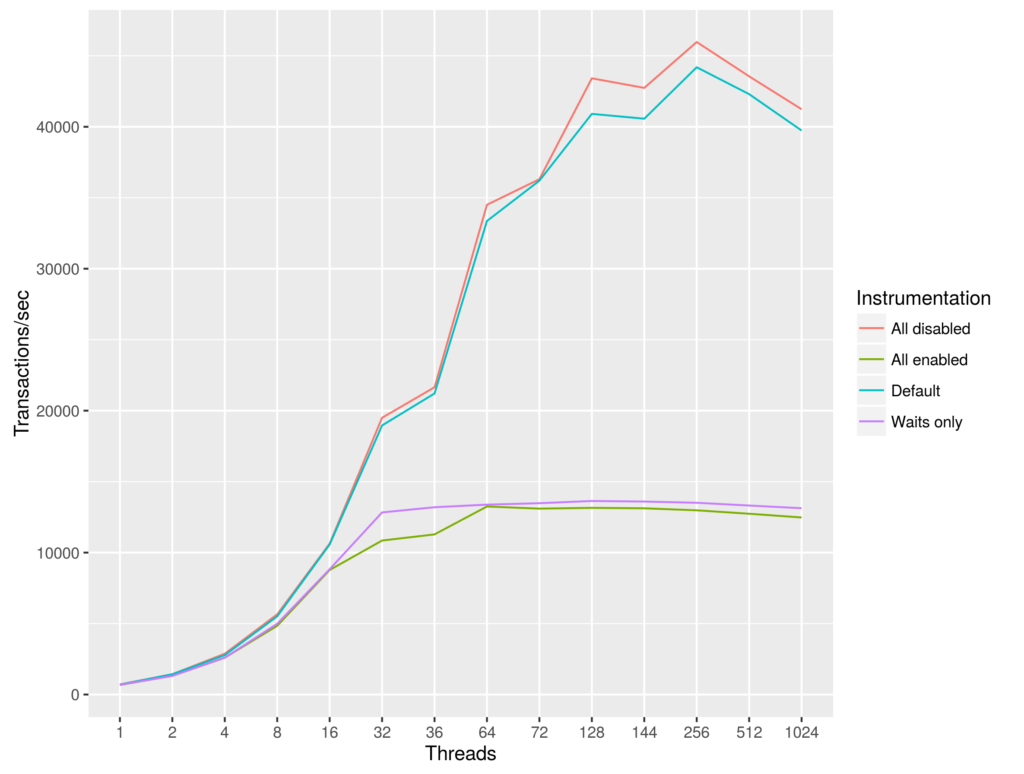 Transactions/sec
40000
30000
20000
10000
0
1 2 4 8 16 32 36 64 72 128 144 256 512 1024
Threads
Instrumentation
All disabled
All enabled
Default
Waits only